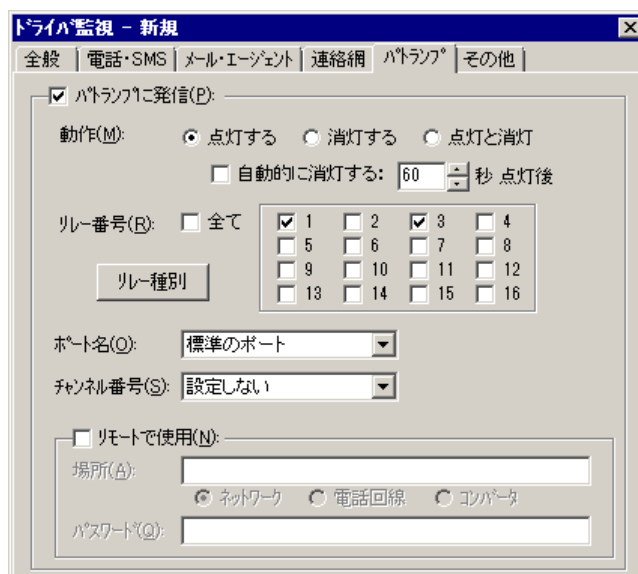 ドライバ監視 - 新規
全般 電話・SMS メール・エージェント 連絡網 パトランプ その他
パトランプに発信(P):
動作(M): 点灯する 消灯する 点灯と消灯
自動的に消灯する: 60 秒 点灯後
リレー番号(R): 全て 1 2 3 4
5 6 7 8
9 10 11 12
リレー種別 13 14 15 16
ポート名(O): 標準のポート
チャンネル番号(S): 設定しない
リモートで使用(N):
場所(A):
ネットワーク 電話回線 コンバータ
パスワード(Q):